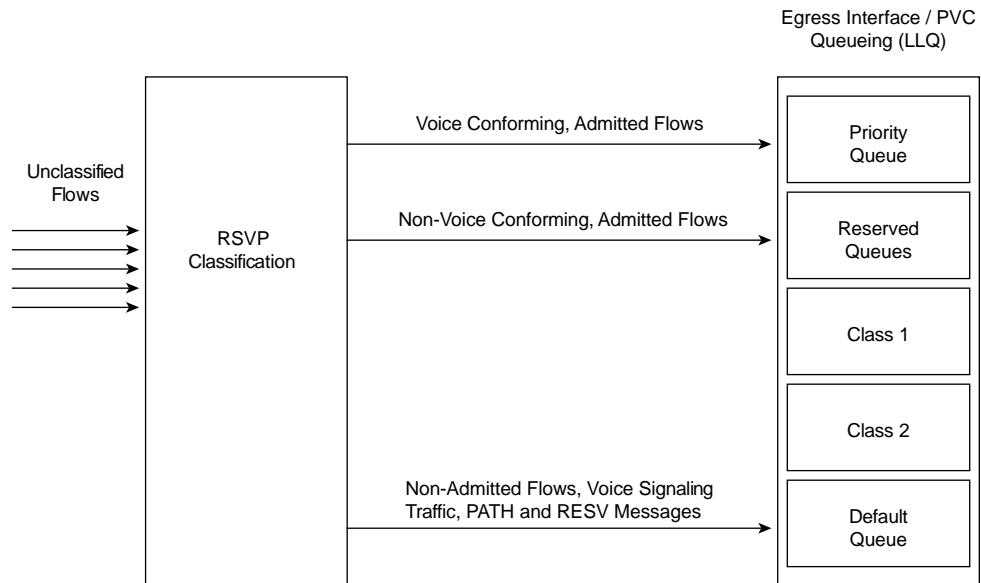 Egress Interface / PVC
Queueing (LLQ)
Voice Conforming, Admitted Flows
Priority
Queue
Unclassified
Flows
Non-Voice Conforming, Admitted Flows
Reserved
Queues
RSVP
Classification
Class 1
Class 2
Non-Admitted Flows, Voice Signaling
Traffic, PATH and RESV Messages
Default
Queue